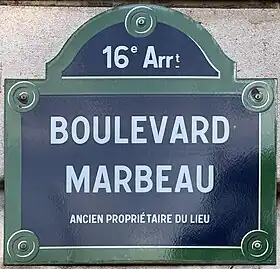 16e Arrt
BOULEVARD
MARBEAU
ANCIEN PROPRIÉTAIRE DU LIEU